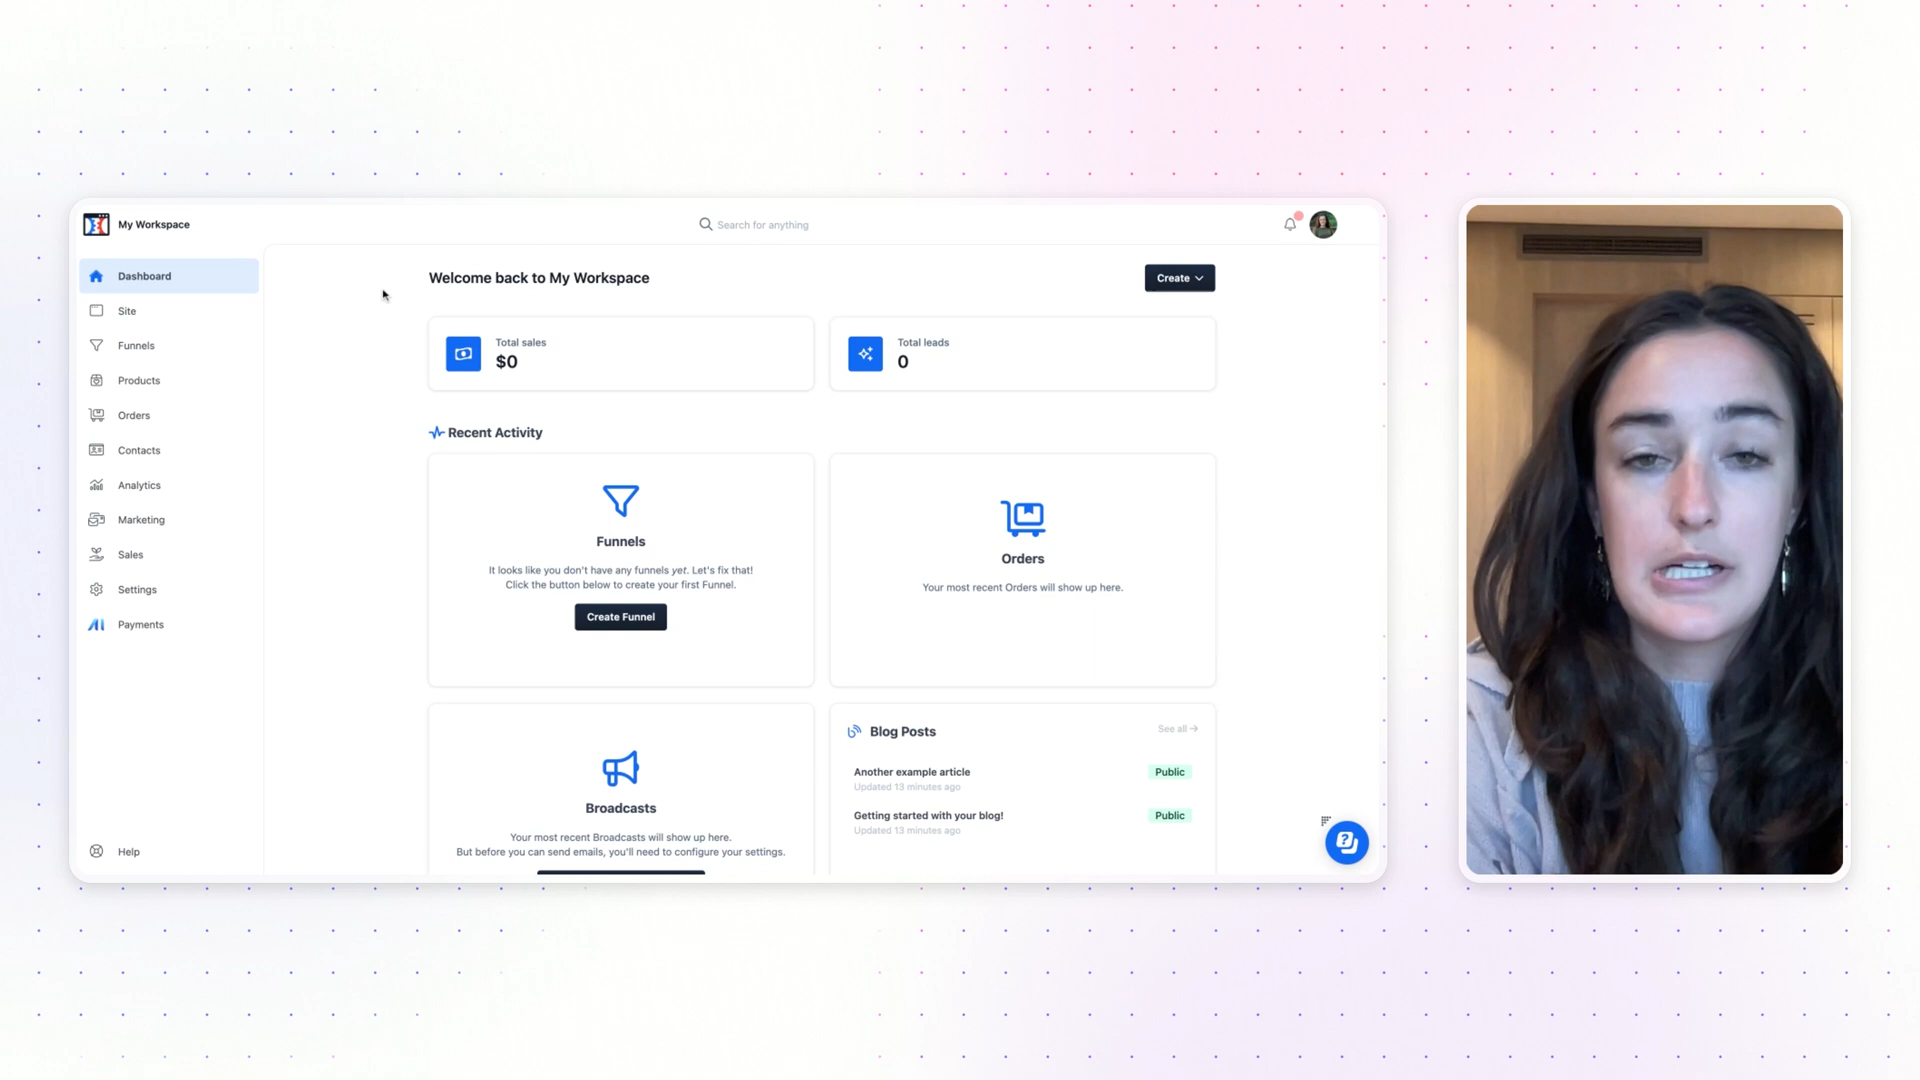 My Workspace
Search for anything
Dashboard
Site
Funnels
Products
Orders
Contacts
Analytics
Marketing
Sales
Settings
Payments
Help
Welcome back to My Workspace
Create
Total sales
$0
Total leads
0
Recent Activity
Funnels
It looks like you don't have any funnels yet. Let's fix that!
Click the button below to create your first Funnel.
Create Funnel
Orders
Your most recent Orders will show up here.
Broadcasts
Your most recent Broadcasts will show up here.
But before you can send emails, you'll need to configure your settings.
Blog Posts
See all
Another example article
Public
Updated 13 minutes ago
Getting started with your blog!
Public
Updated 13 minutes ago